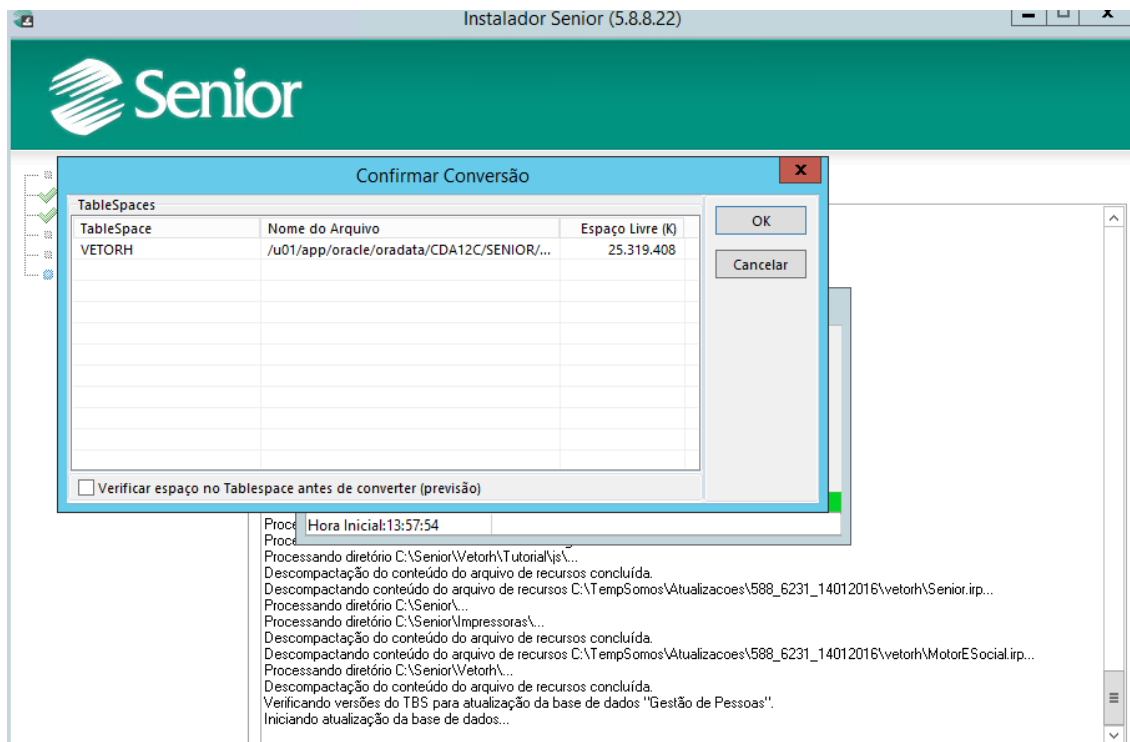 Instalador Senior (5.8.8.22)
Senior
Confirmar Conversão
TableSpaces
TableSpace Nome do Arquivo Espaço Livre (K)
VETORH /u01/app/oracle/oradata/CDA12C/SENIOR/... 25.319.408
OK
Cancelar
Verificar espaço no Tablespace antes de converter (previsão)
Hora Inicial:13:57:54
Processando diretório C:\Senior\Vetorh\Tutorial\js\...
Descompactação do conteúdo do arquivo de recursos concluída.
Descompactando conteúdo do arquivo de recursos C:\TempSomos\Atualizacoes\588_6231_14012016\vetorh\Senior.irp...
Processando diretório C:\Senior\...
Processando diretório C:\Senior\Impressoras\...
Descompactação do conteúdo do arquivo de recursos concluída.
Descompactando conteúdo do arquivo de recursos C:\TempSomos\Atualizacoes\588_6231_14012016\vetorh\MotorESocial.irp...
Processando diretório C:\Senior\Vetorh\...
Descompactação do conteúdo do arquivo de recursos concluída.
Verificando versões do TBS para atualização da base de dados "Gestão de Pessoas".
Iniciando atualização da base de dados...